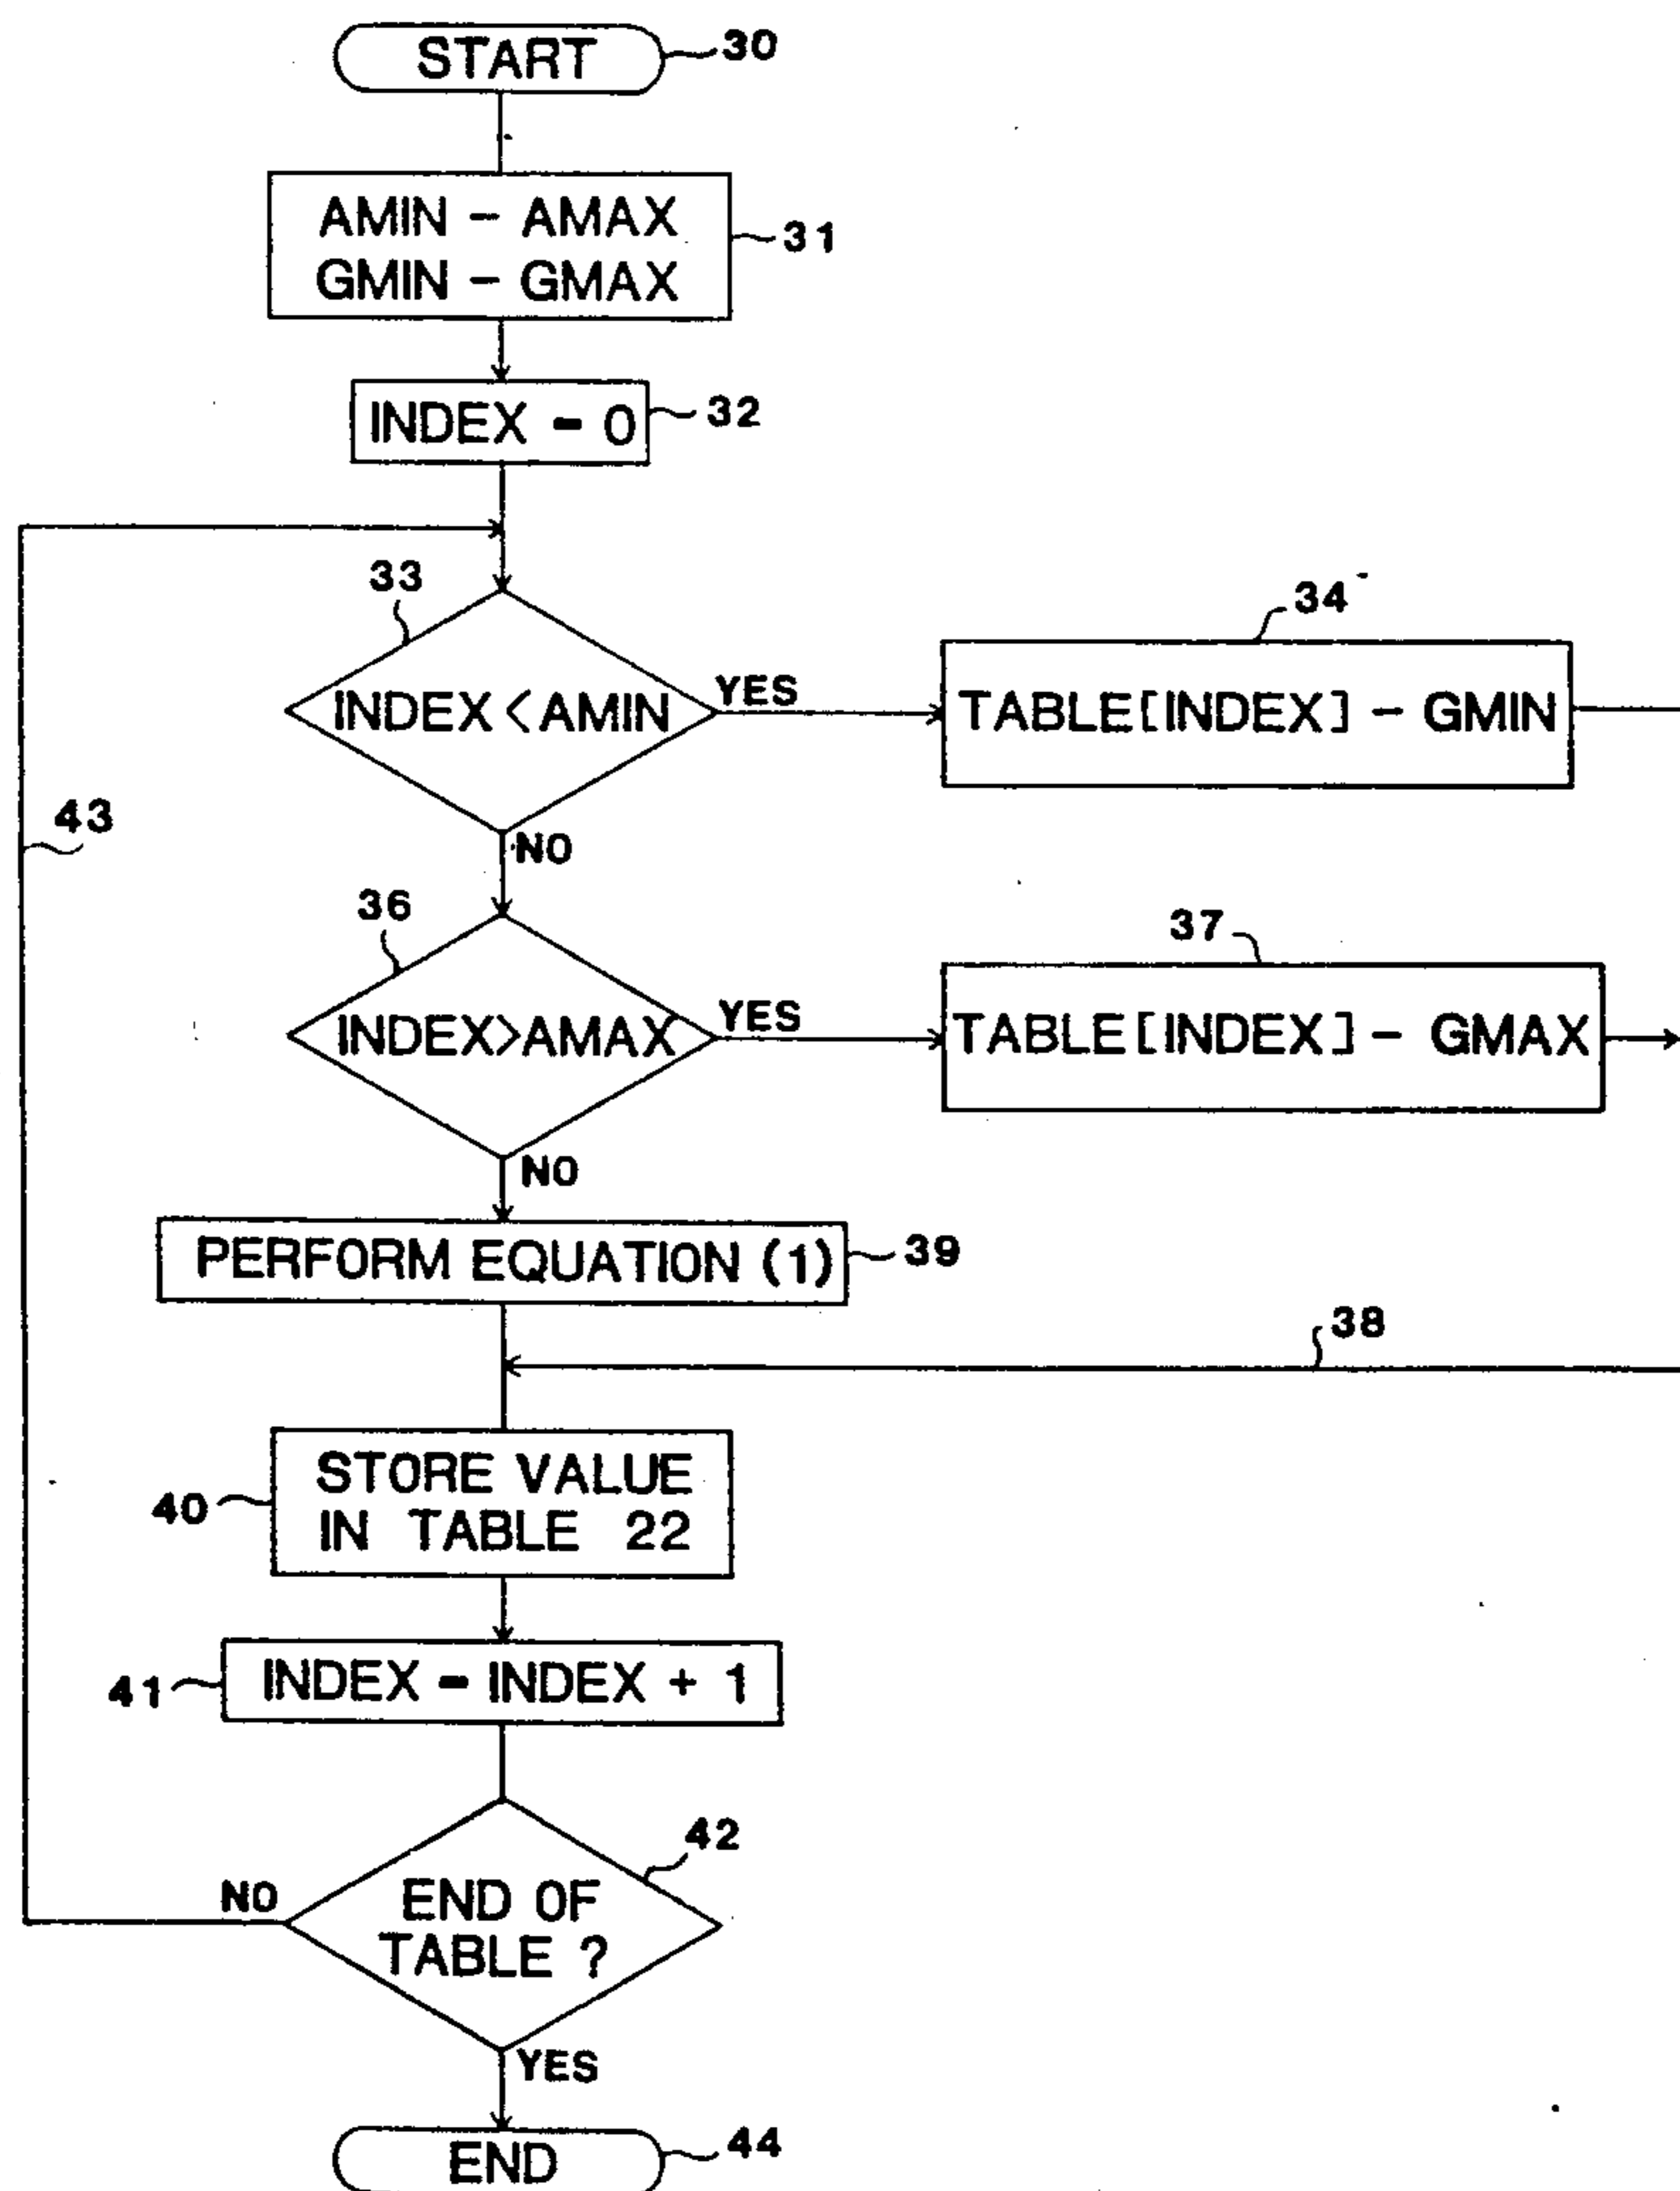 START
30
AMIN - AMAX
GMIN - GMAX
31
INDEX - 0
32
33
INDEX < AMIN
YES
34
TABLE [INDEX] - GMIN
43
NO
36
INDEX>AMAX
YES
37
TABLE [INDEX] - GMAX
NO
PERFORM EQUATION (1)
39
38
STORE VALUE
IN TABLE 22
40
41
INDEX - INDEX + 1
42
NO
END OF
TABLE ?
YES
END
44